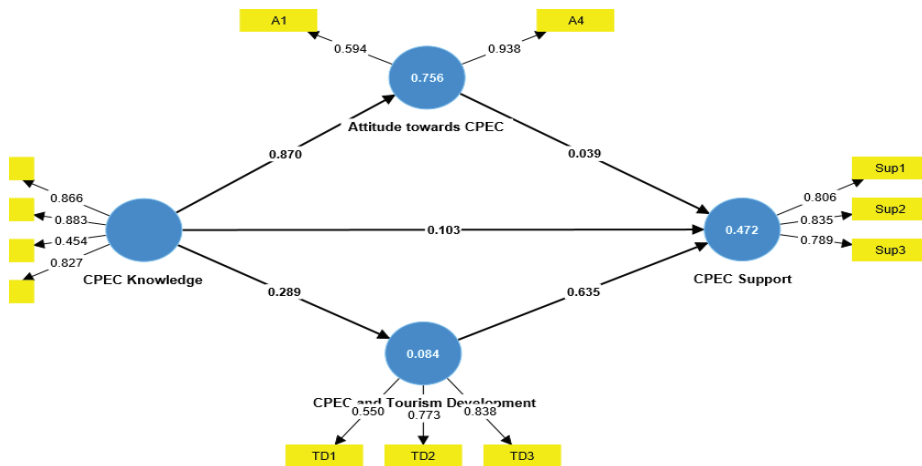 A1
A4
0.594
0.938
0.756
Attitude towards CPEC
0.870
0.039
0.866
0.883
0.454
0.827
CPEC Knowledge
0.103
Sup1
0.806
0.835
Sup2
0.789
Sup3
0.472
CPEC Support
0.289
0.635
0.084
CPEC and Tourism Development
0.550
0.773
0.838
TD1
TD2
TD3